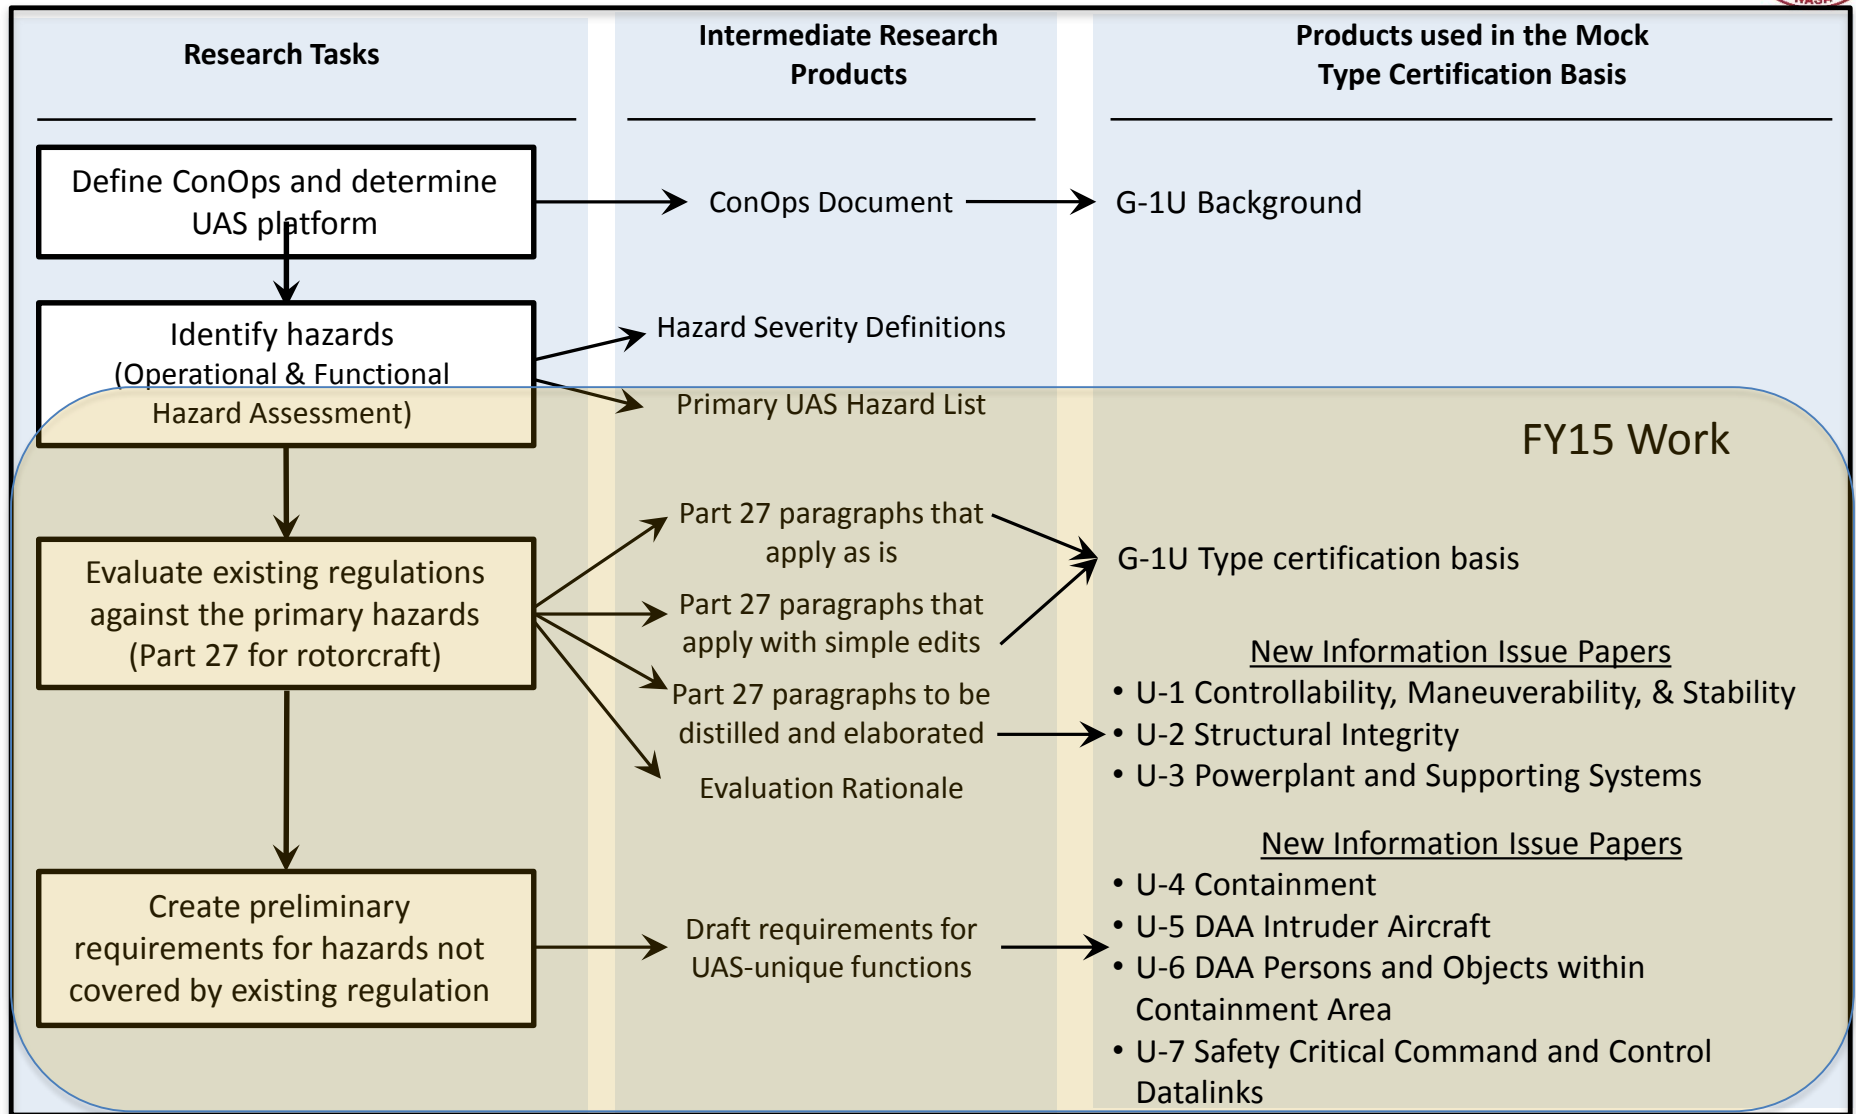 NASA
Research Tasks
Intermediate Research
Products
Products used in the Mock
Type Certification Basis
Define ConOps and determine
UAS platform
ConOps Document
G-1U Background
Identify hazards
(Operational & Functional
Hazard Assessment)
Hazard Severity Definitions
Primary UAS Hazard List
FY15 Work
Evaluate existing regulations
against the primary hazards
(Part 27 for rotorcraft)
Part 27 paragraphs that
apply as is
Part 27 paragraphs that
apply with simple edits
Part 27 paragraphs to be
distilled and elaborated
Evaluation Rationale
G-1U Type certification basis
New Information Issue Papers
• U-1 Controllability, Maneuverability, & Stability
• U-2 Structural Integrity
• U-3 Powerplant and Supporting Systems
Create preliminary
requirements for hazards not
covered by existing regulation
Draft requirements for
UAS-unique functions
New Information Issue Papers
• U-4 Containment
• U-5 DAA Intruder Aircraft
• U-6 DAA Persons and Objects within
Containment Area
• U-7 Safety Critical Command and Control
Datalinks